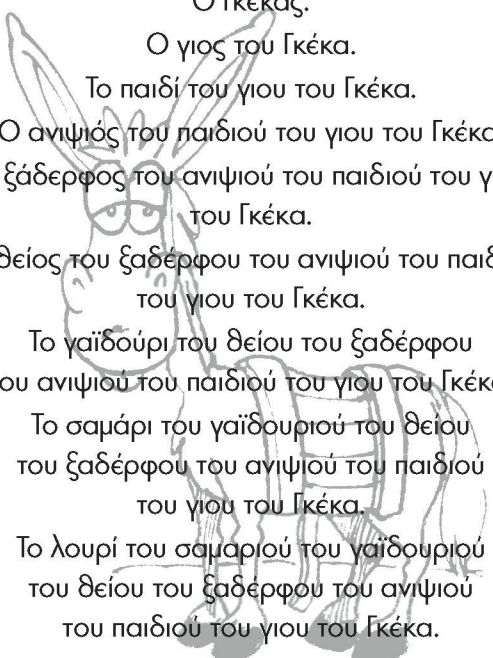 Ο Γκέκας.
Ο γιος του Γκέκα.
Το παιδί του γιου του Γκέκα.
Ο ανιψιός του παιδιού του γιου του Γκέκα
ξάδερφος του ανιψιού του παιδιού του γ
του Γκέκα.
θείος του ξαδέρφου του ανιψιού του παιδ
του γιου του Γκέκα.
Το γαϊδούρι του θείου του ξαδέρφου
ου ανιψιού του παιδιού του γιου του Γκέκα
Το σαμάρι του γαϊδουριού του θείου
του ξαδέρφου του ανιψιού του παιδιού
του γιου του Γκέκα.
Το λουρί του σαμαριού του γαϊδουριού
του θείου του ξαδέρφου του ανιψιού
του παιδιού του γιου του Γκέκα.